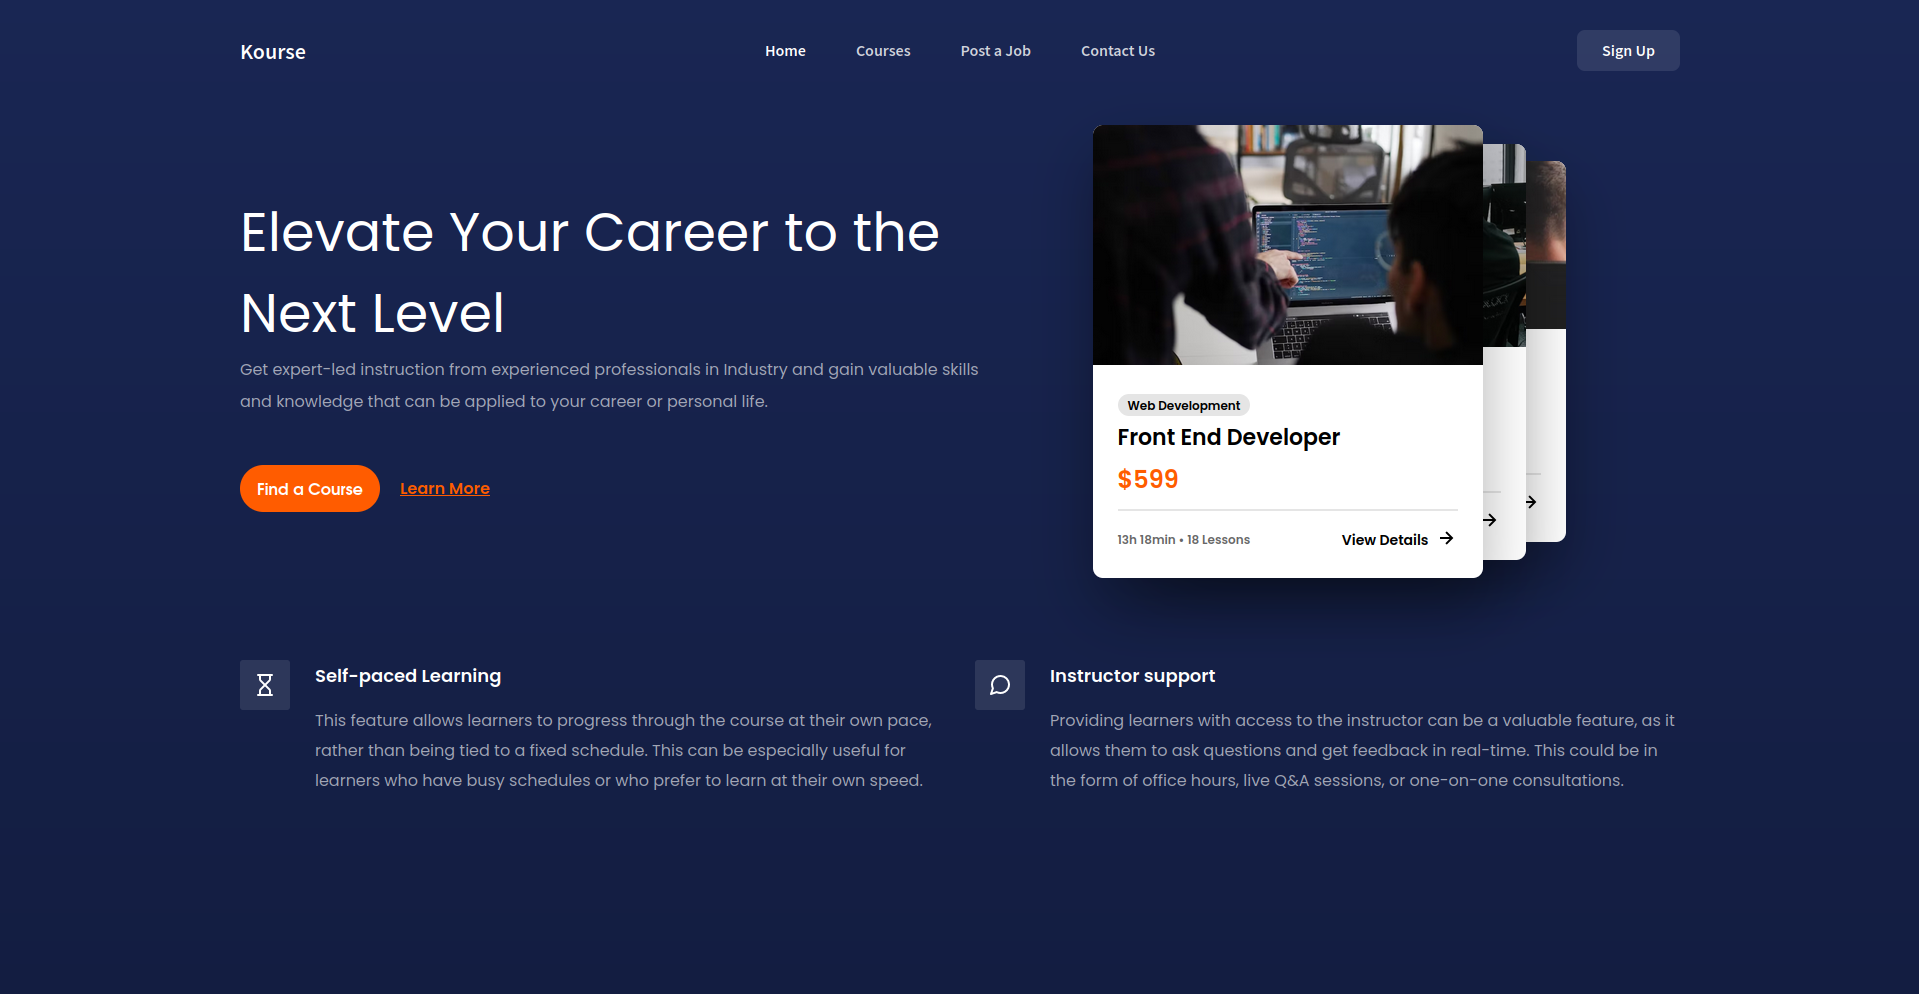 Kourse
Home
Courses
Post a Job
Contact Us
Sign Up
Elevate Your Career to the
Next Level
Get expert-led instruction from experienced professionals in Industry and gain valuable skills
and knowledge that can be applied to your career or personal life.
Find a Course
Learn More
Web Development
Front End Developer
$599
13h 18min • 18 Lessons
View Details
Self-paced Learning
This feature allows learners to progress through the course at their own pace,
rather than being tied to a fixed schedule. This can be especially useful for
learners who have busy schedules or who prefer to learn at their own speed.
Instructor support
Providing learners with access to the instructor can be a valuable feature, as it
allows them to ask questions and get feedback in real-time. This could be in
the form of office hours, live Q&A sessions, or one-on-one consultations.